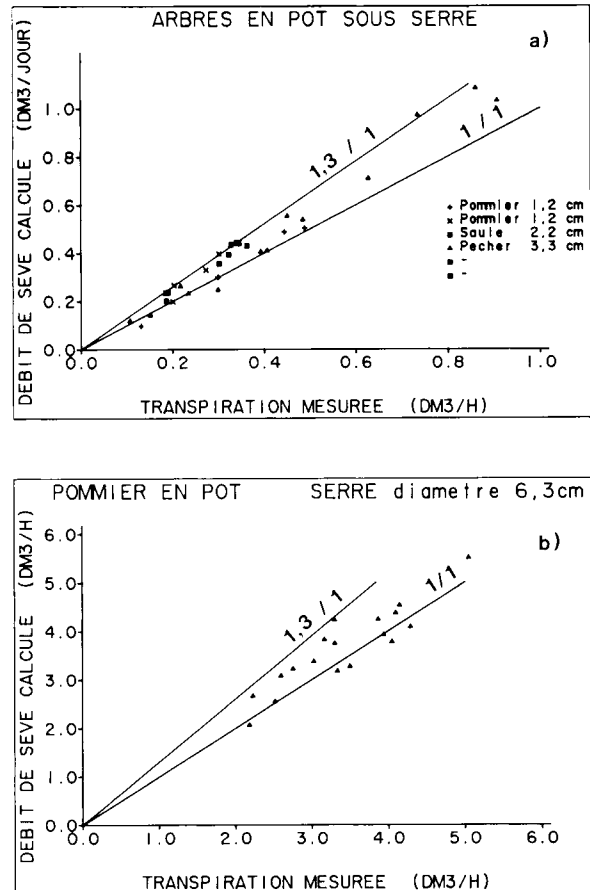 ARBRES EN POT SOUS SERRE
a)
DEBIT DE SEVE CALCULE (DM3/JOUR)
1.0
0.8
0.6
0.4
0.2
0.0
1,3 / 1
1 / 1
+ Pommier 1,2 cm
× Pommier 1,2 cm
■ Saule 2,2 cm
▲ Pecher 3,3 cm
■ -
■ -
0.0 0.2 0.4 0.6 0.8 1.0
TRANSPIRATION MESUREE (DM3/H)
POMMIER EN POT SERRE diametre 6,3cm
b)
DEBIT DE SEVE CALCULE (DM3/H)
6.0
5.0
4.0
3.0
2.0
1.0
0.0
1,3 / 1
1/1
0.0 1.0 2.0 3.0 4.0 5.0 6.0
TRANSPIRATION MESUREE (DM3/H)